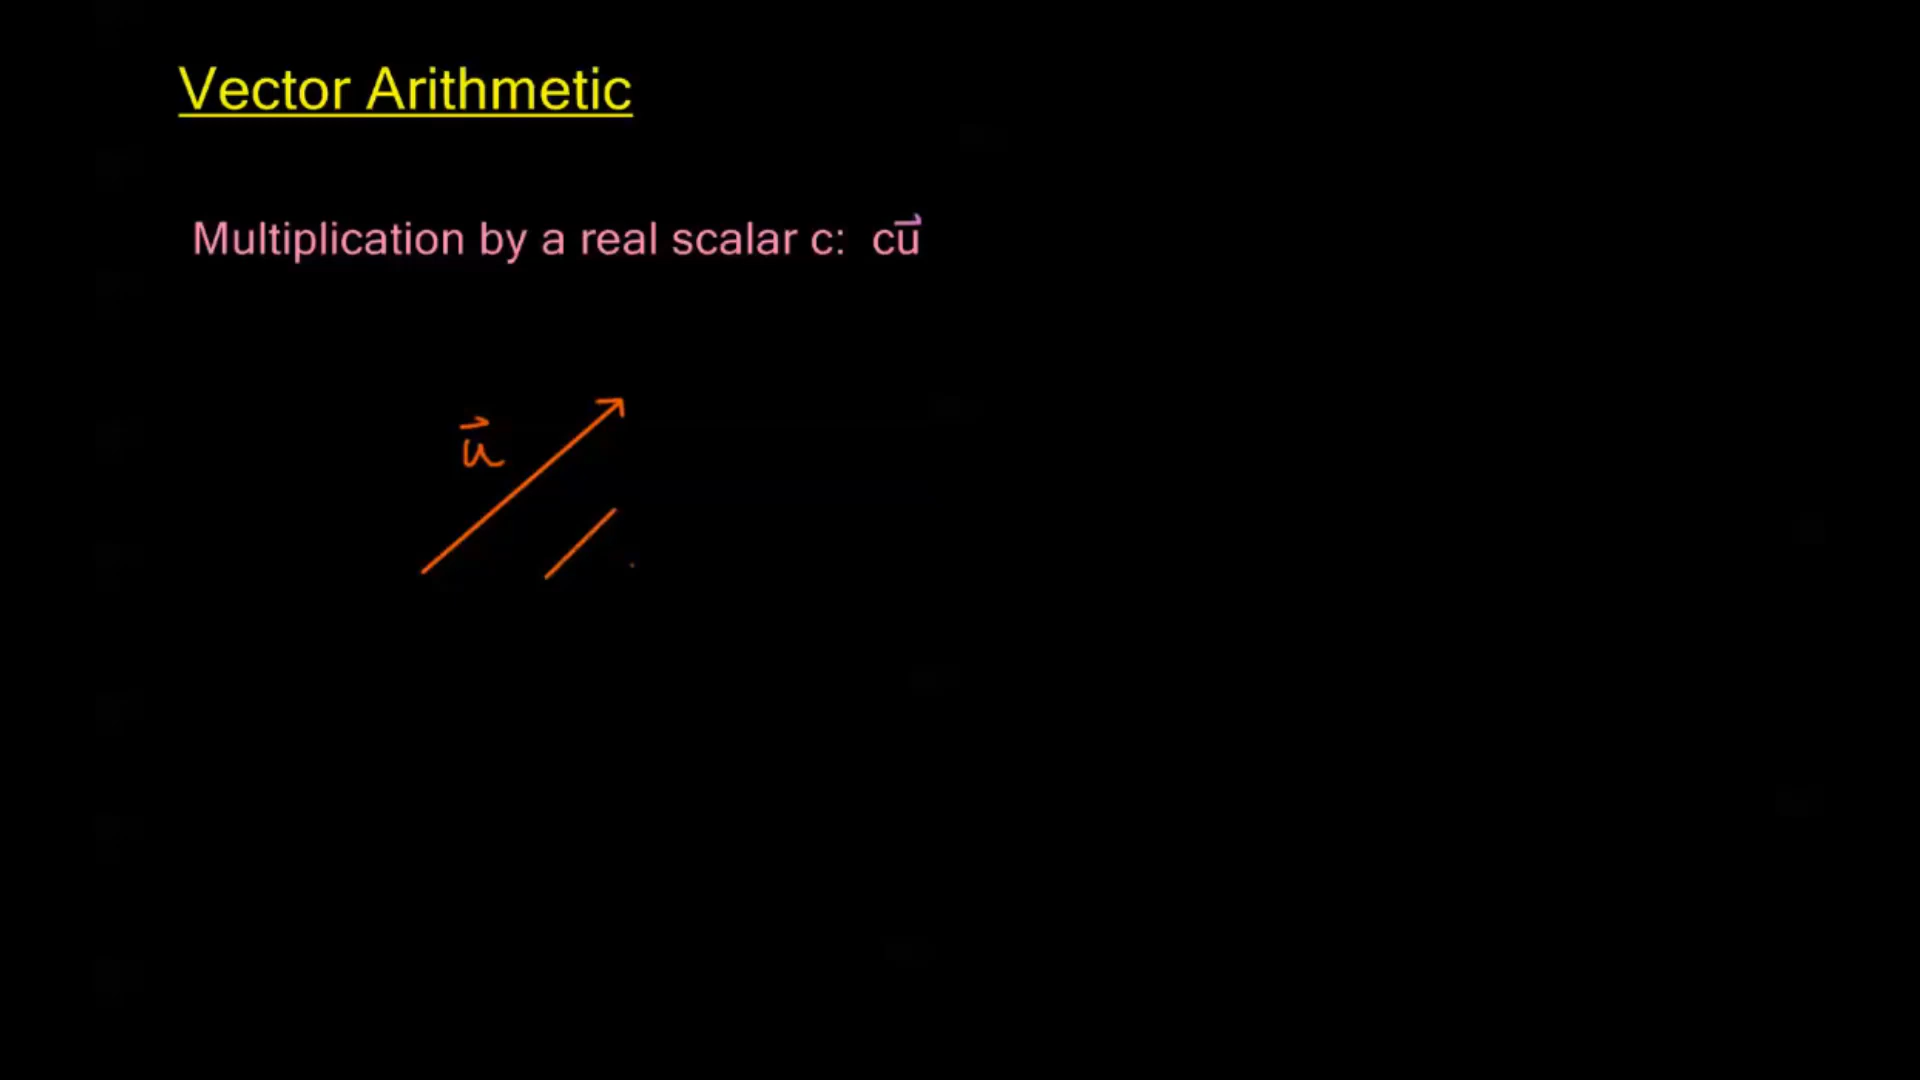 Vector Arithmetic
Multiplication by a real scalar c: cu⃗
u⃗